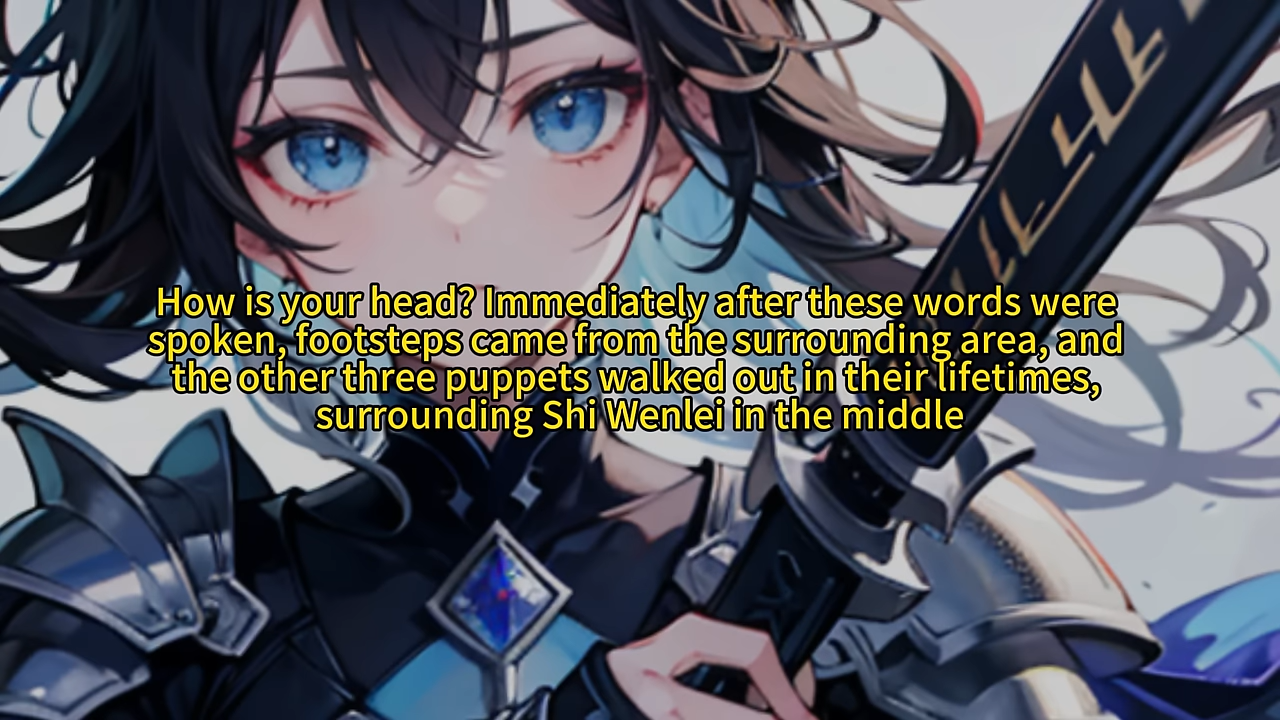 How is your head? Immediately after these words were
spoken, footsteps came from the surrounding area, and
the other three puppets walked out in their lifetimes,
surrounding Shi Wenlei in the middle